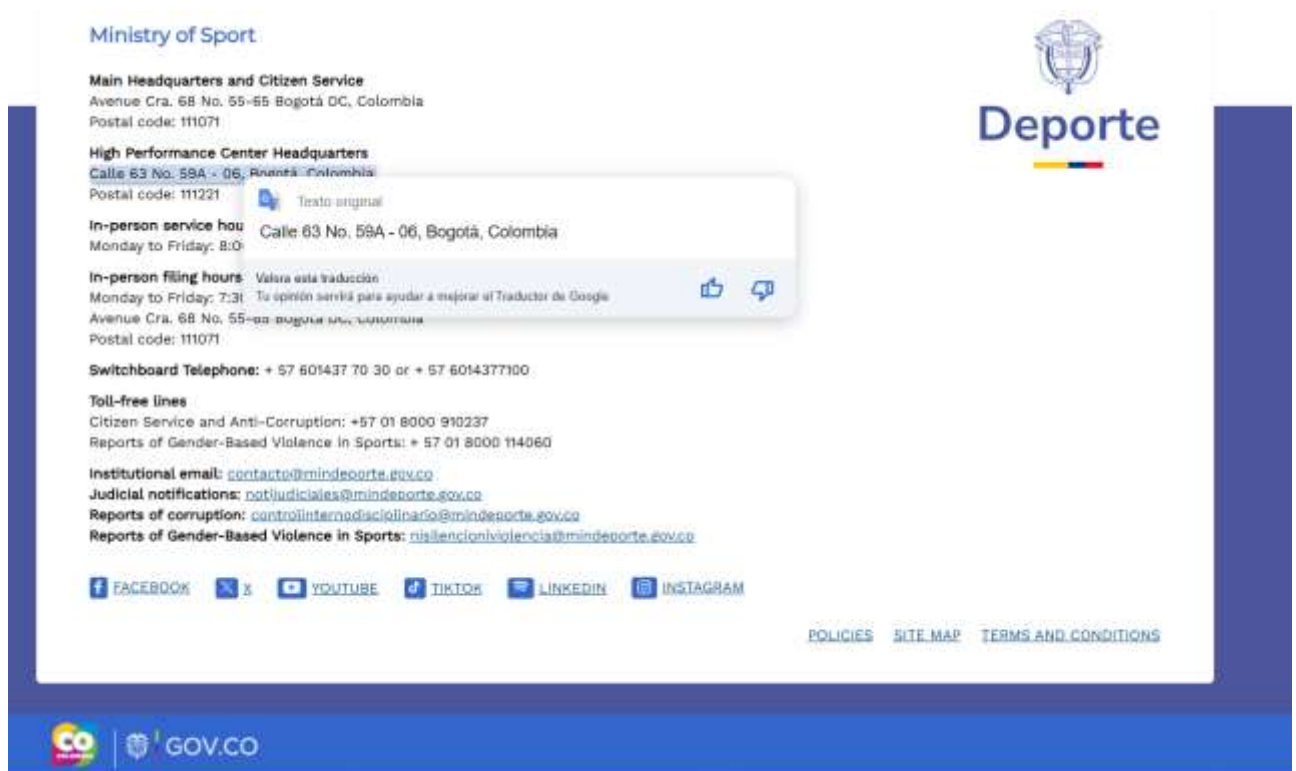 Ministry of Sport
Main Headquarters and Citizen Service
Avenue Cra. 68 No. 55-65 Bogotá DC, Colombia
Postal code: 111071
Deporte
High Performance Center Headquarters
Calle 63 No. 59A - 06, Bogotá, Colombia
Postal code: 111221
Texto original
Calle 63 No. 59A - 06, Bogotá, Colombia
In-person service hou
Monday to Friday: 8:0
In-person filing hours
Monday to Friday: 7:3
Valora esta traducción
Tu opinión servirá para ayudar a mejorar el Traductor de Google
Avenue Cra. 68 No. 55-65 Bogotá DC, Colombia
Postal code: 111071
Switchboard Telephone: + 57 601437 70 30 or + 57 6014377100
Toll-free lines
Citizen Service and Anti-Corruption: +57 01 8000 910237
Reports of Gender-Based Violence in Sports: + 57 01 8000 114060
Institutional email: contacto@mindeporte.gov.co
Judicial notifications: notijudiciales@mindeporte.gov.co
Reports of corruption: controlinternodisciplinario@mindeporte.gov.co
Reports of Gender-Based Violence in Sports: nisilencioniviolencia@mindeporte.gov.co
FACEBOOK X YOUTUBE TIKTOK LINKEDIN INSTAGRAM
POLICIES SITE MAP TERMS AND CONDITIONS
CO GOV.CO